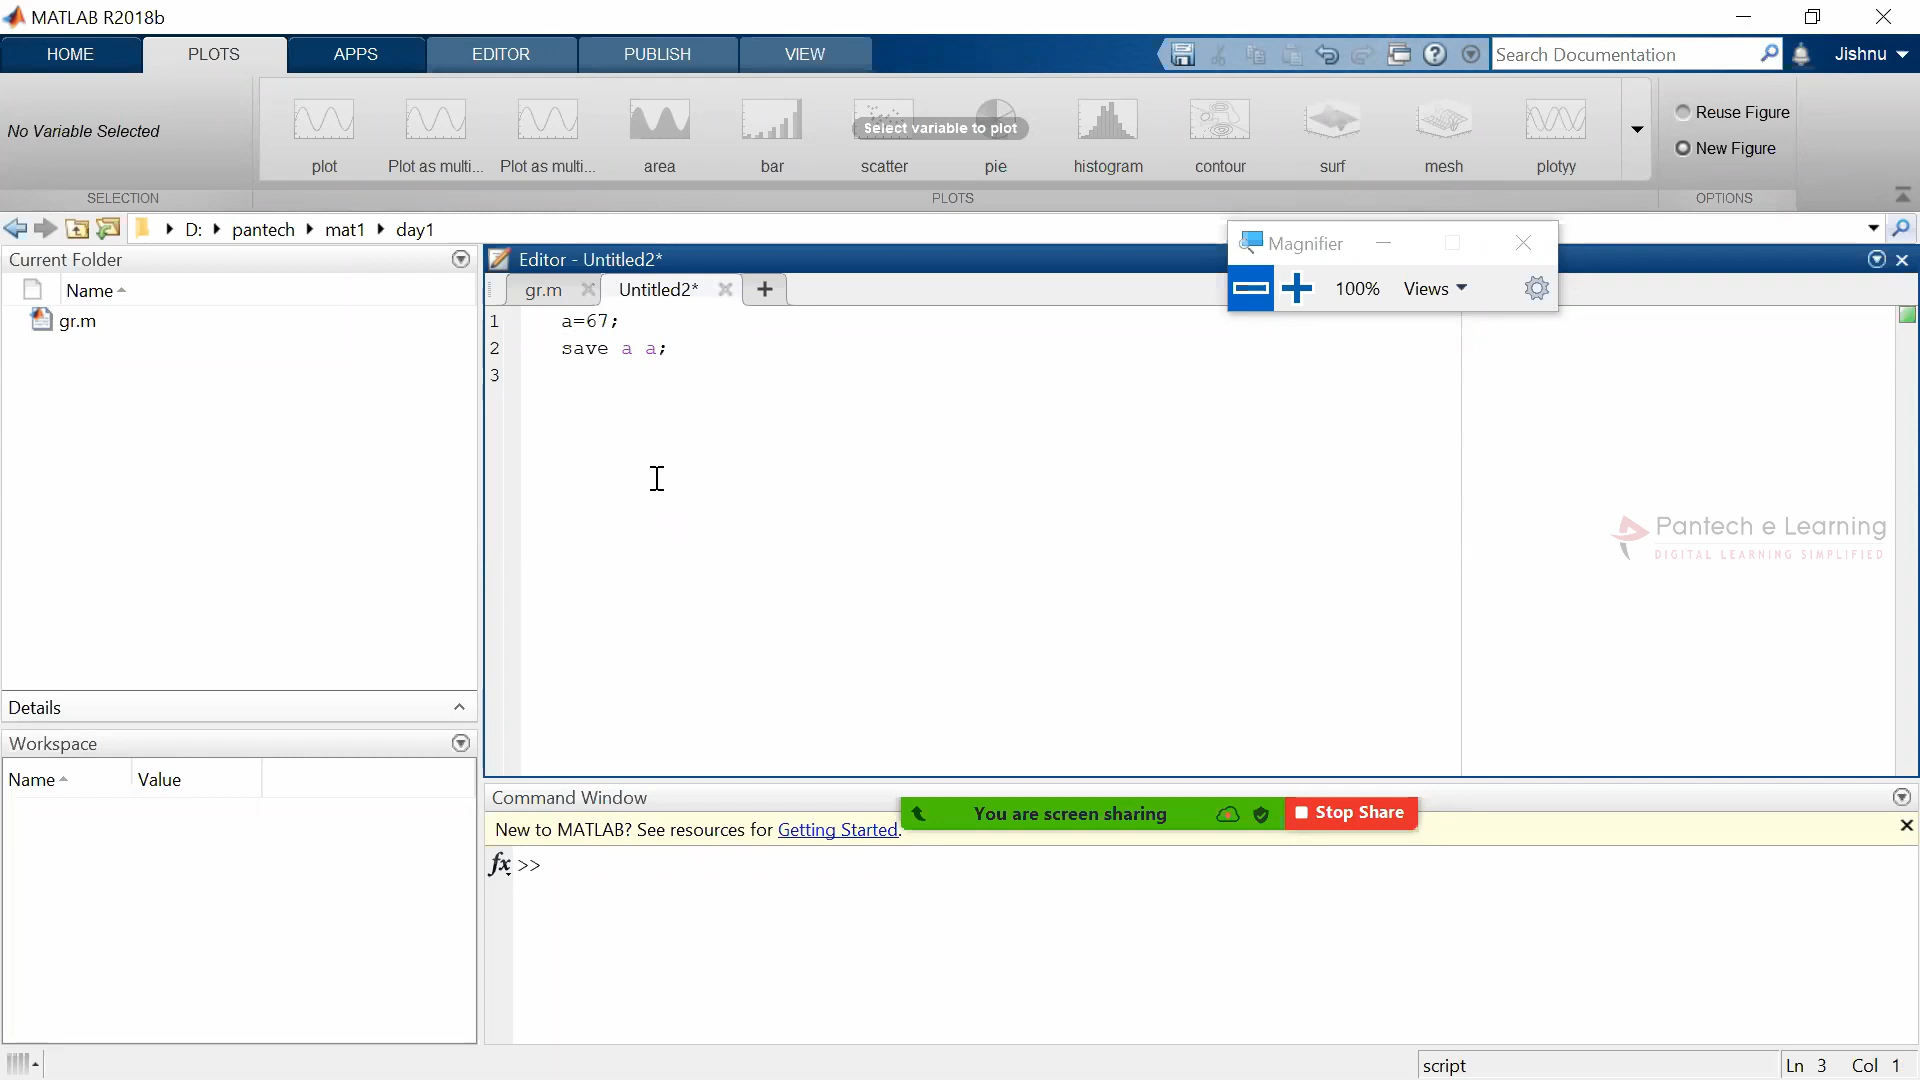 MATLAB R2018b
HOME PLOTS APPS EDITOR PUBLISH VIEW
Search Documentation
Jishnu
No Variable Selected
Select variable to plot
plot Plot as multi... Plot as multi... area bar scatter pie histogram contour surf mesh plotyy
Reuse Figure
New Figure
SELECTION PLOTS OPTIONS
D: pantech mat1 day1
Magnifier
100% Views
Current Folder
Name
gr.m
Editor - Untitled2*
gr.m Untitled2*
1 a=67;
2 save a a;
3
Pantech e Learning
DIGITAL LEARNING SIMPLIFIED
Details
Workspace
Name Value
Command Window
You are screen sharing
Stop Share
New to MATLAB? See resources for Getting Started.
fx >>
script
Ln 3 Col 1